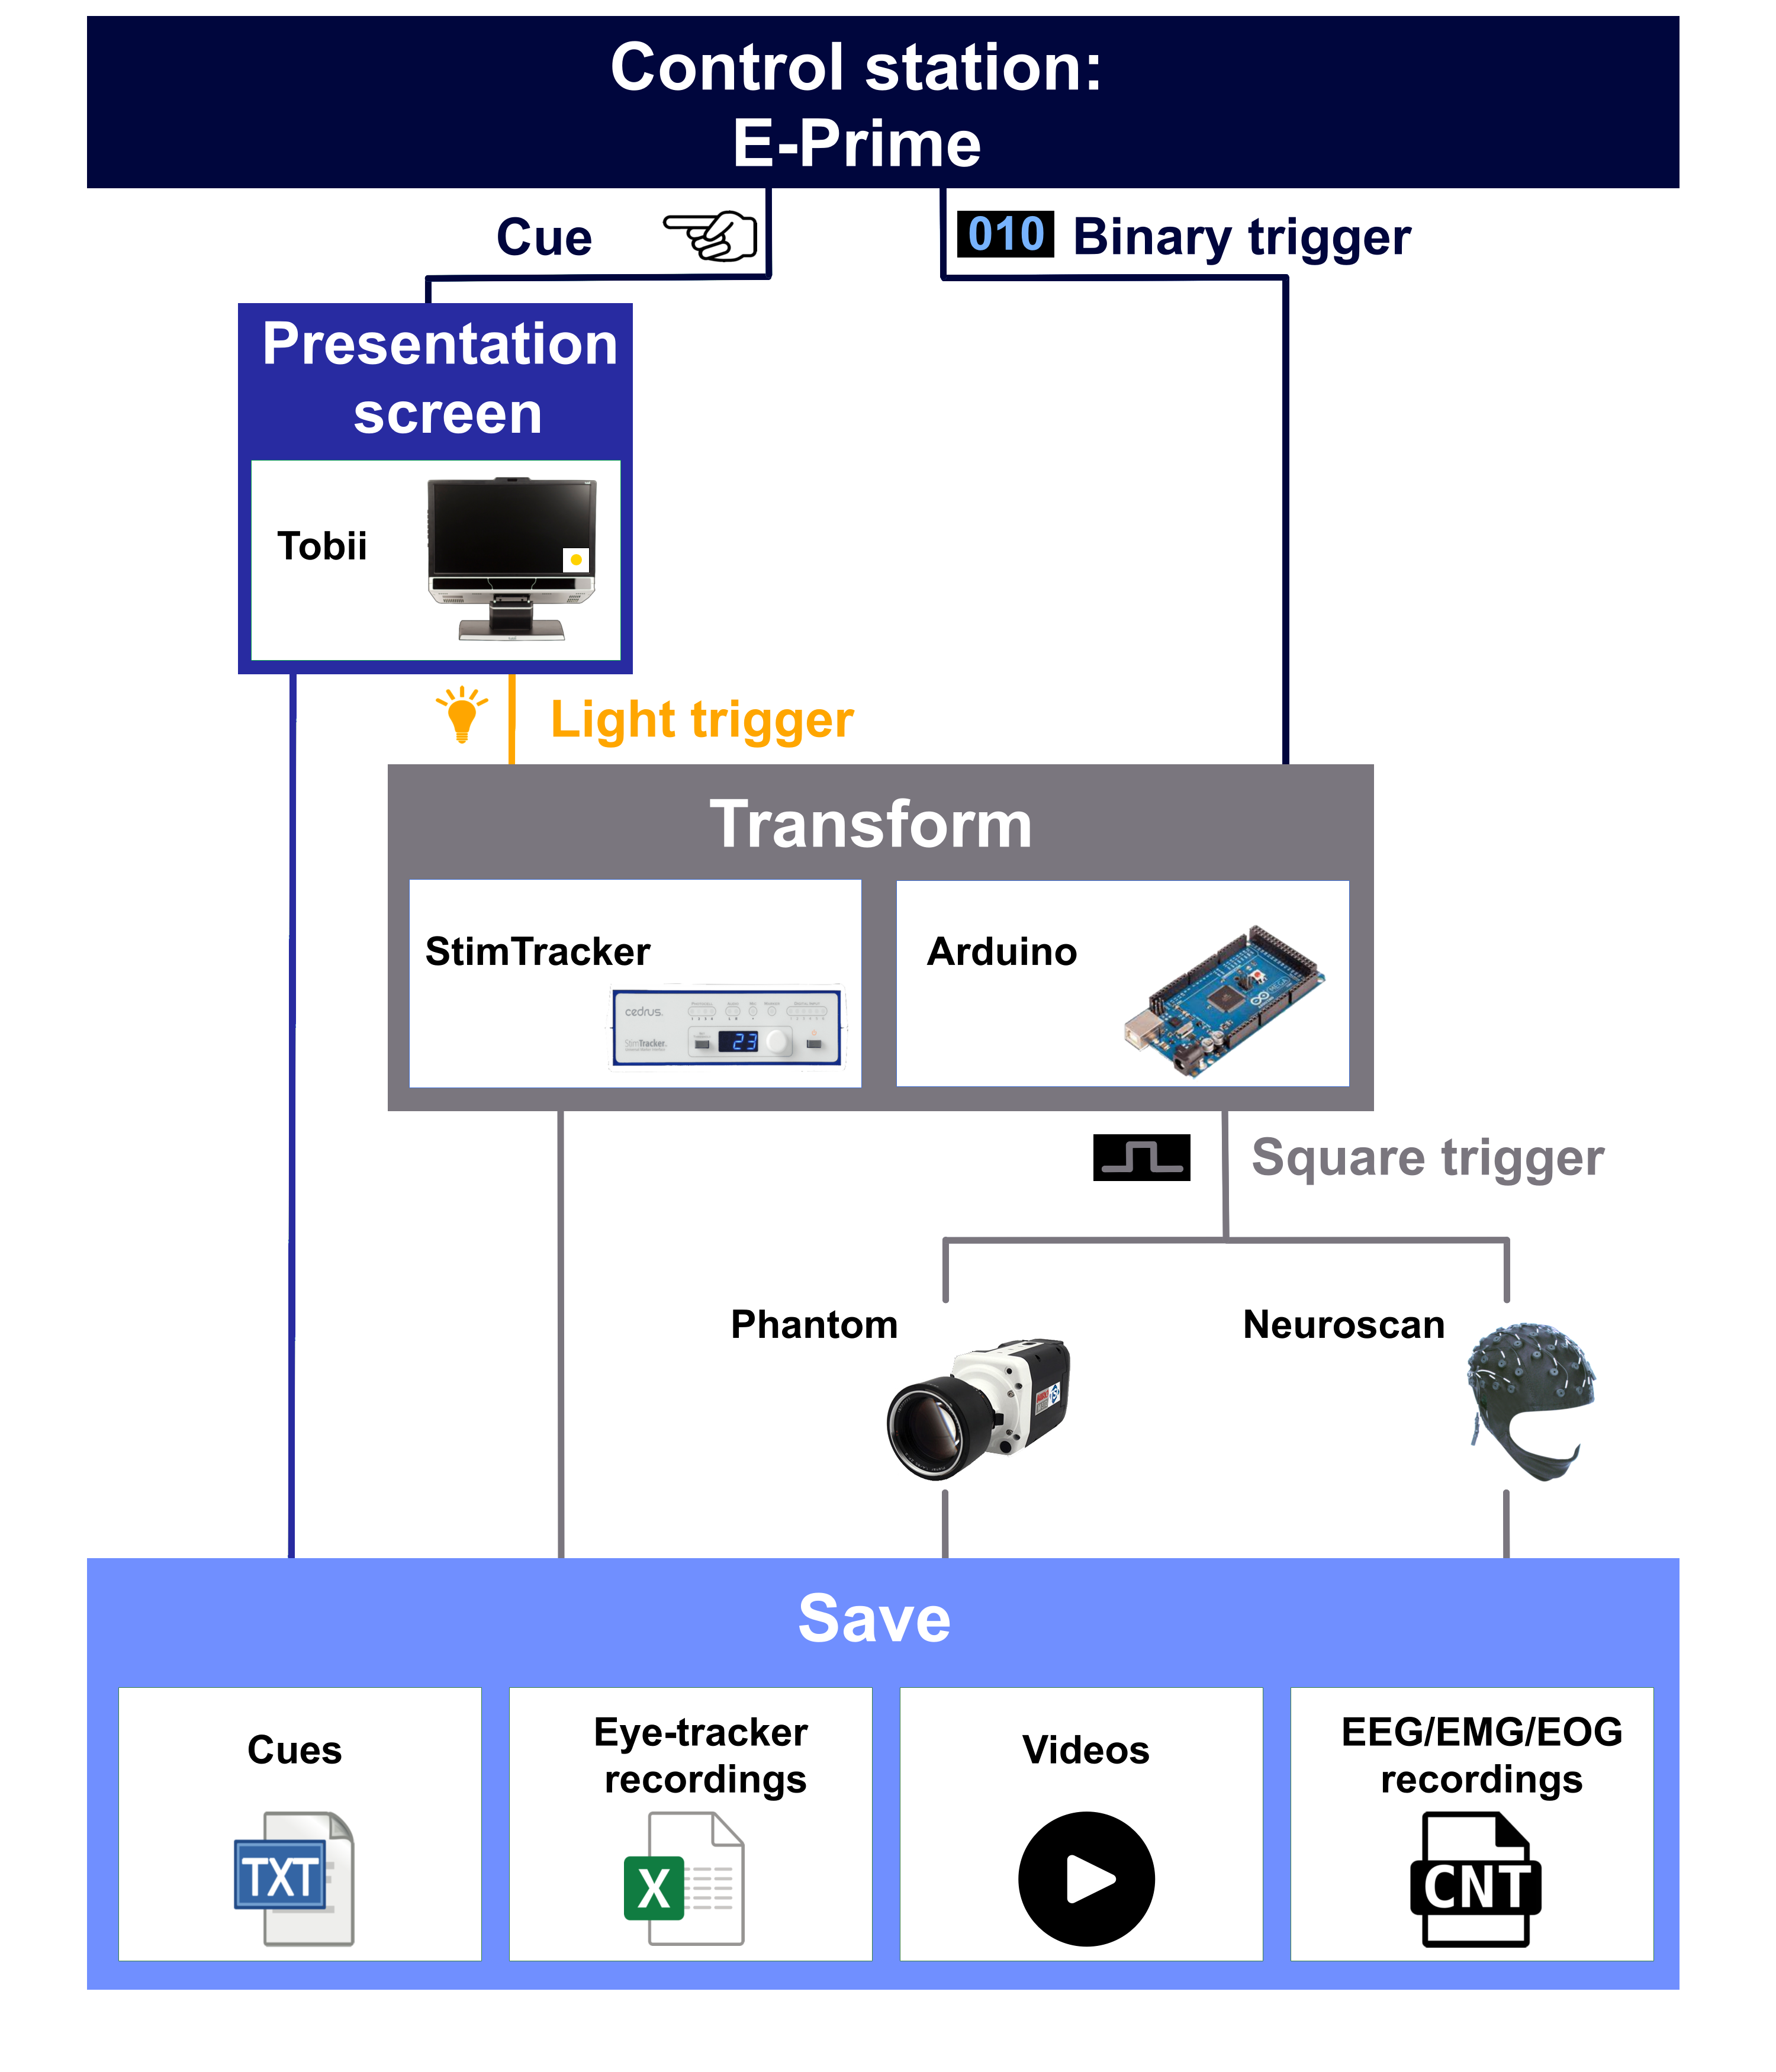 Control station:
E-Prime
Cue
010 Binary trigger
Presentation
screen
Tobii
Light trigger
Transform
StimTracker
cedrus.
StimTracker.
23
Arduino
MEGA
Square trigger
Phantom
Neuroscan
Save
Cues
TXT
Eye-tracker
recordings
X
Videos
EEG/EMG/EOG
recordings
CNT